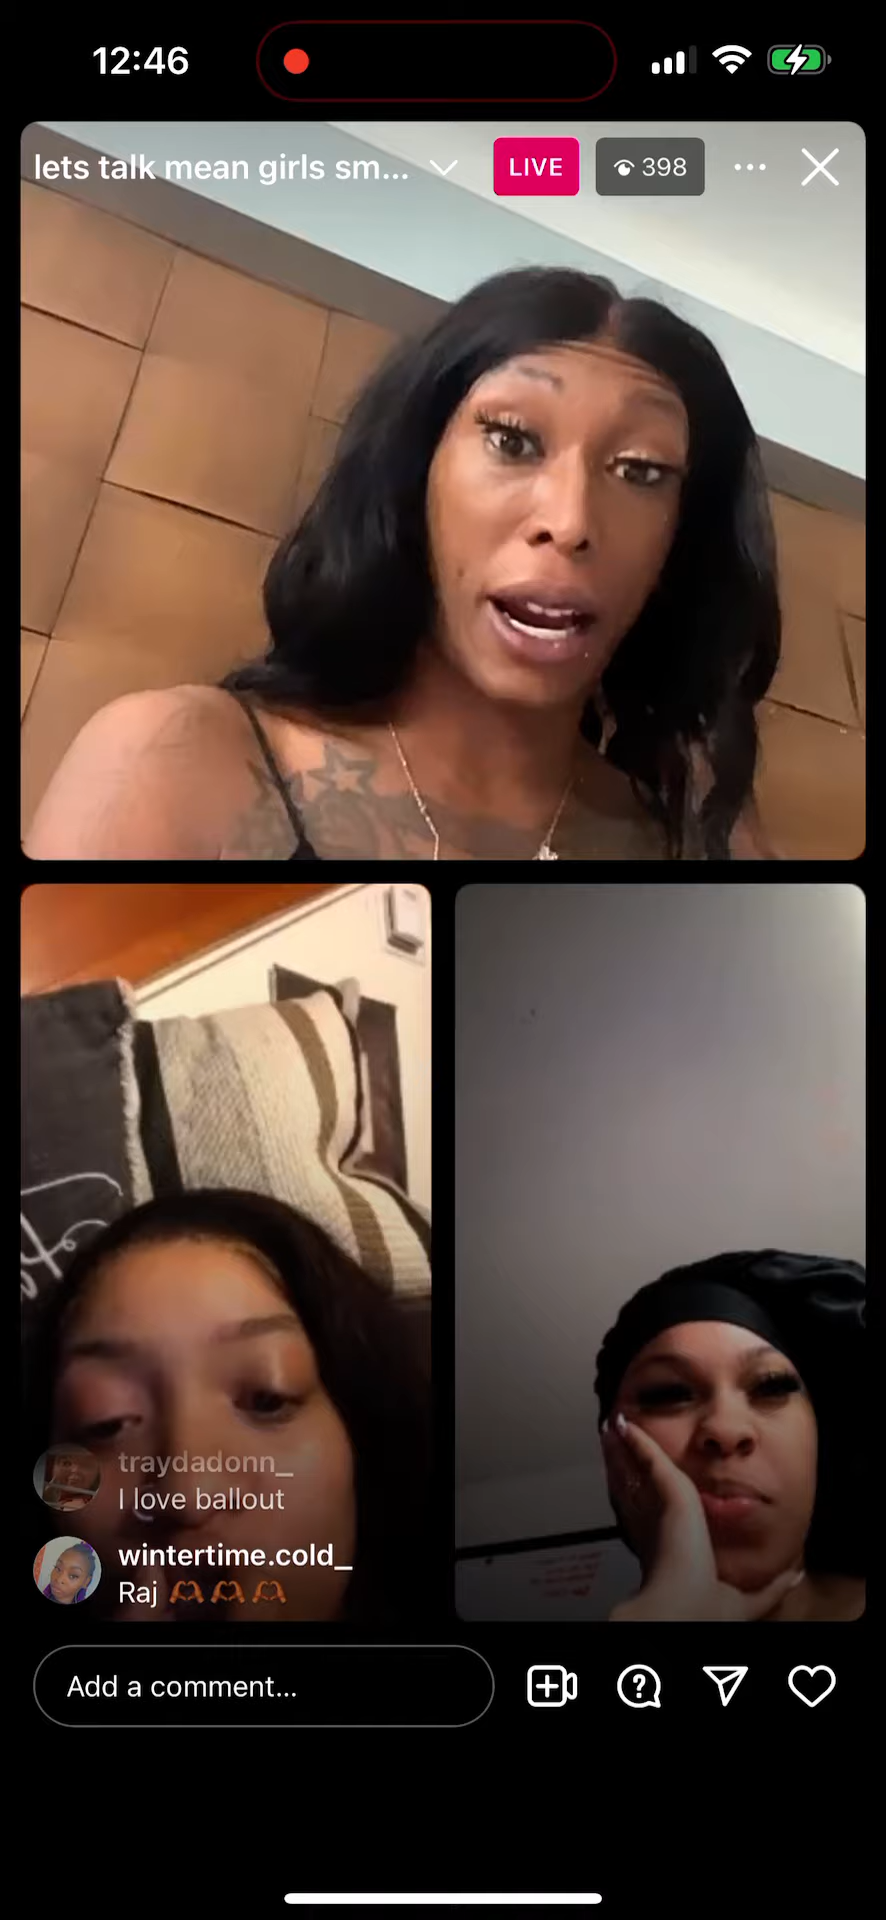 12:46
lets talk mean girls sm...
LIVE
398
traydadonn_
I love ballout
wintertime.cold_
Raj 🫶🏾🫶🏾🫶🏾
Add a comment...